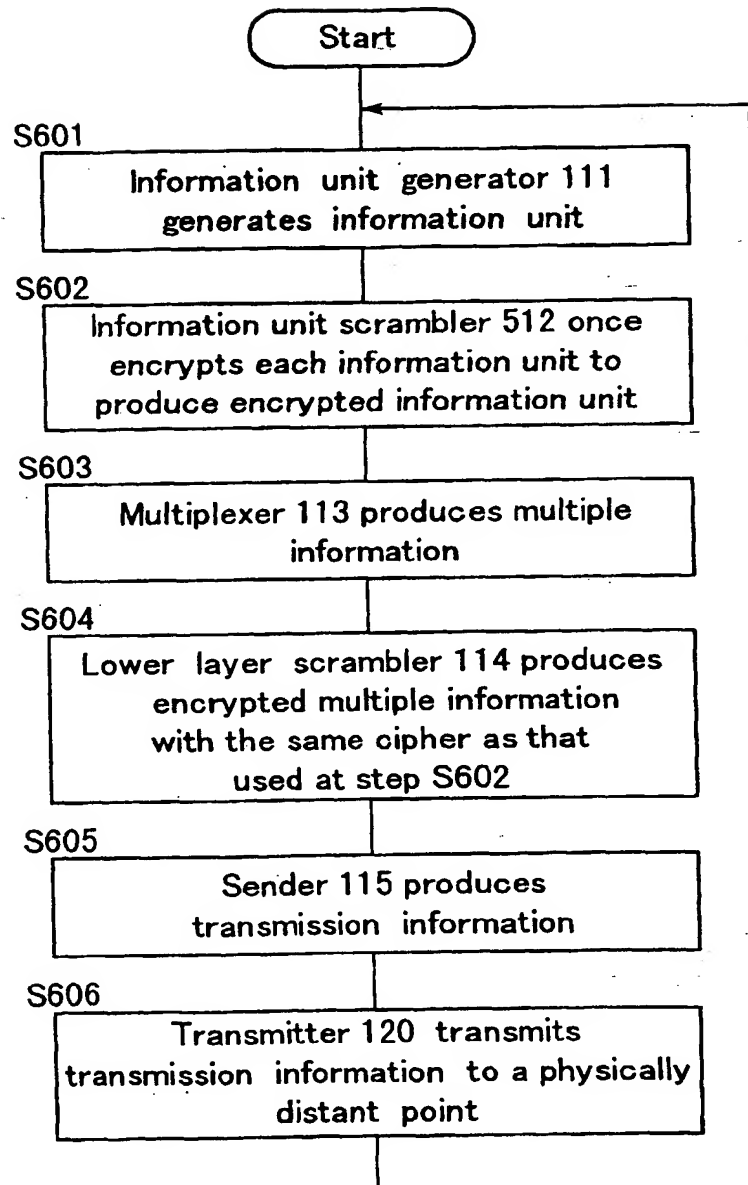 Start
S601
Information unit generator 111
generates information unit
S602
Information unit scrambler 512 once
encrypts each information unit to
produce encrypted information unit
S603
Multiplexer 113 produces multiple
information
S604
Lower layer scrambler 114 produces
encrypted multiple information
with the same cipher as that
used at step S602
S605
Sender 115 produces
transmission information
S606
Transmitter 120 transmits
transmission information to a physically
distant point